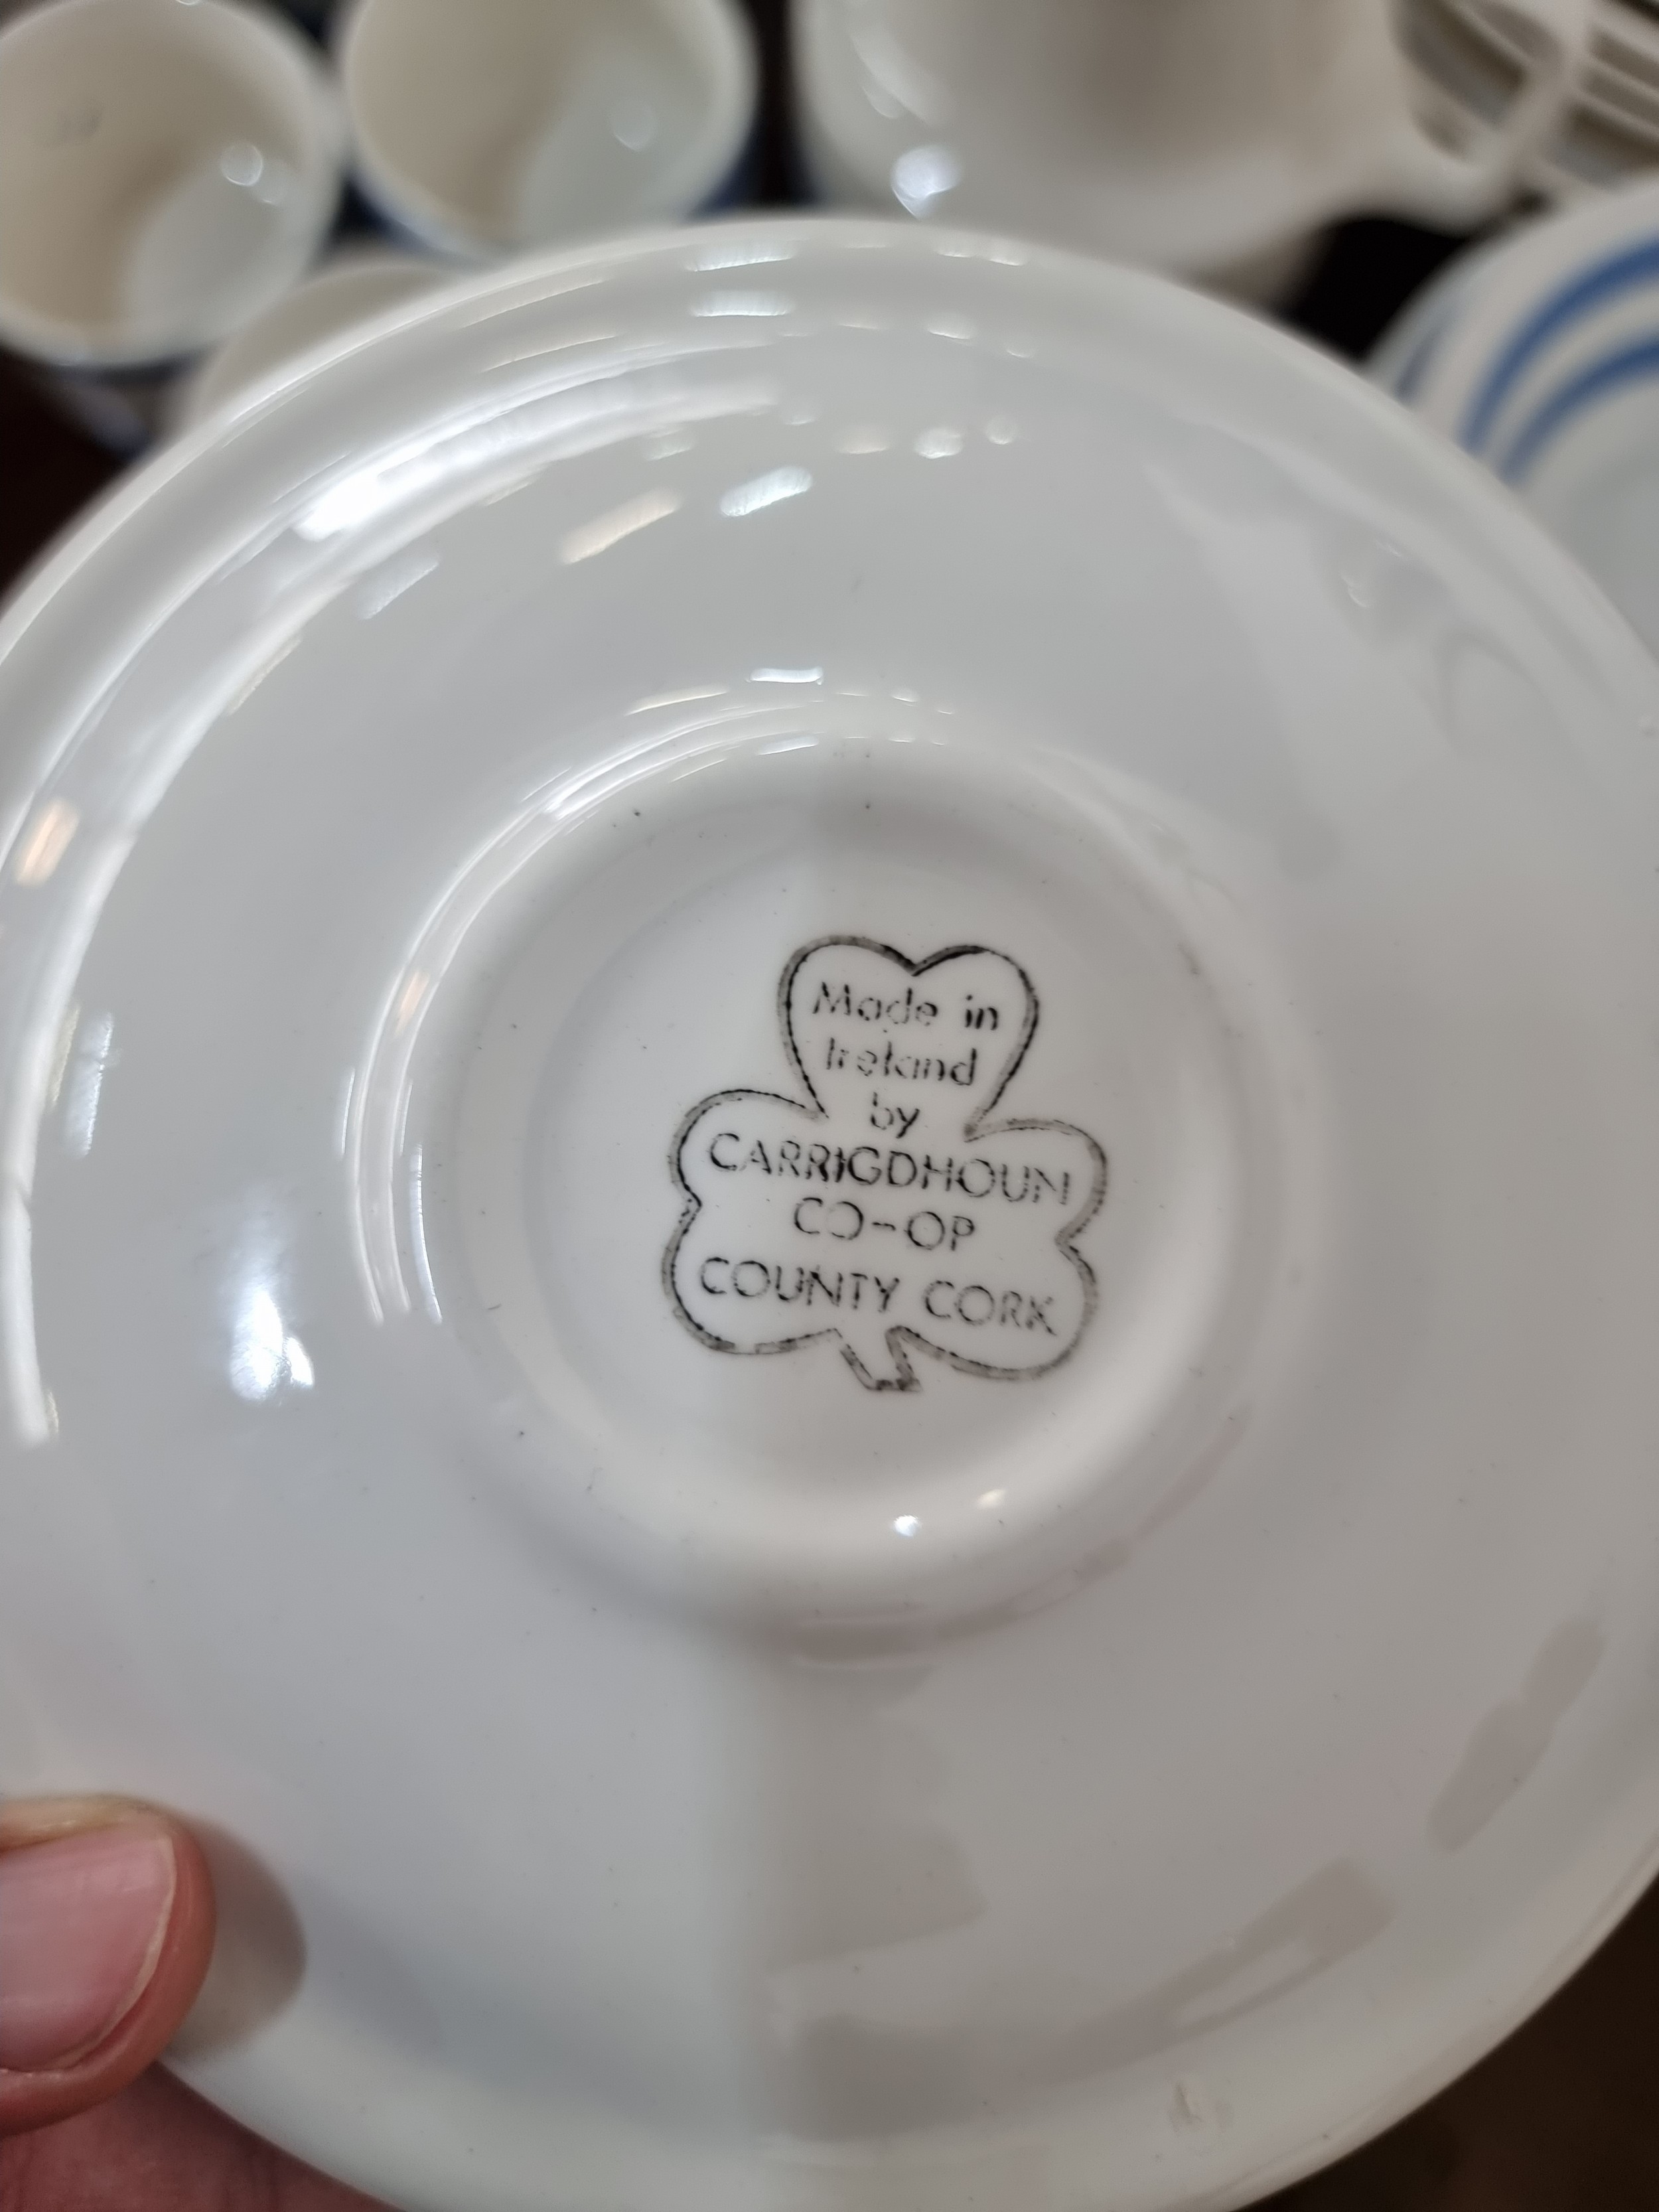 Made in
Ireland
by
CARRIGDHOUN
CO-OP
COUNTY CORK